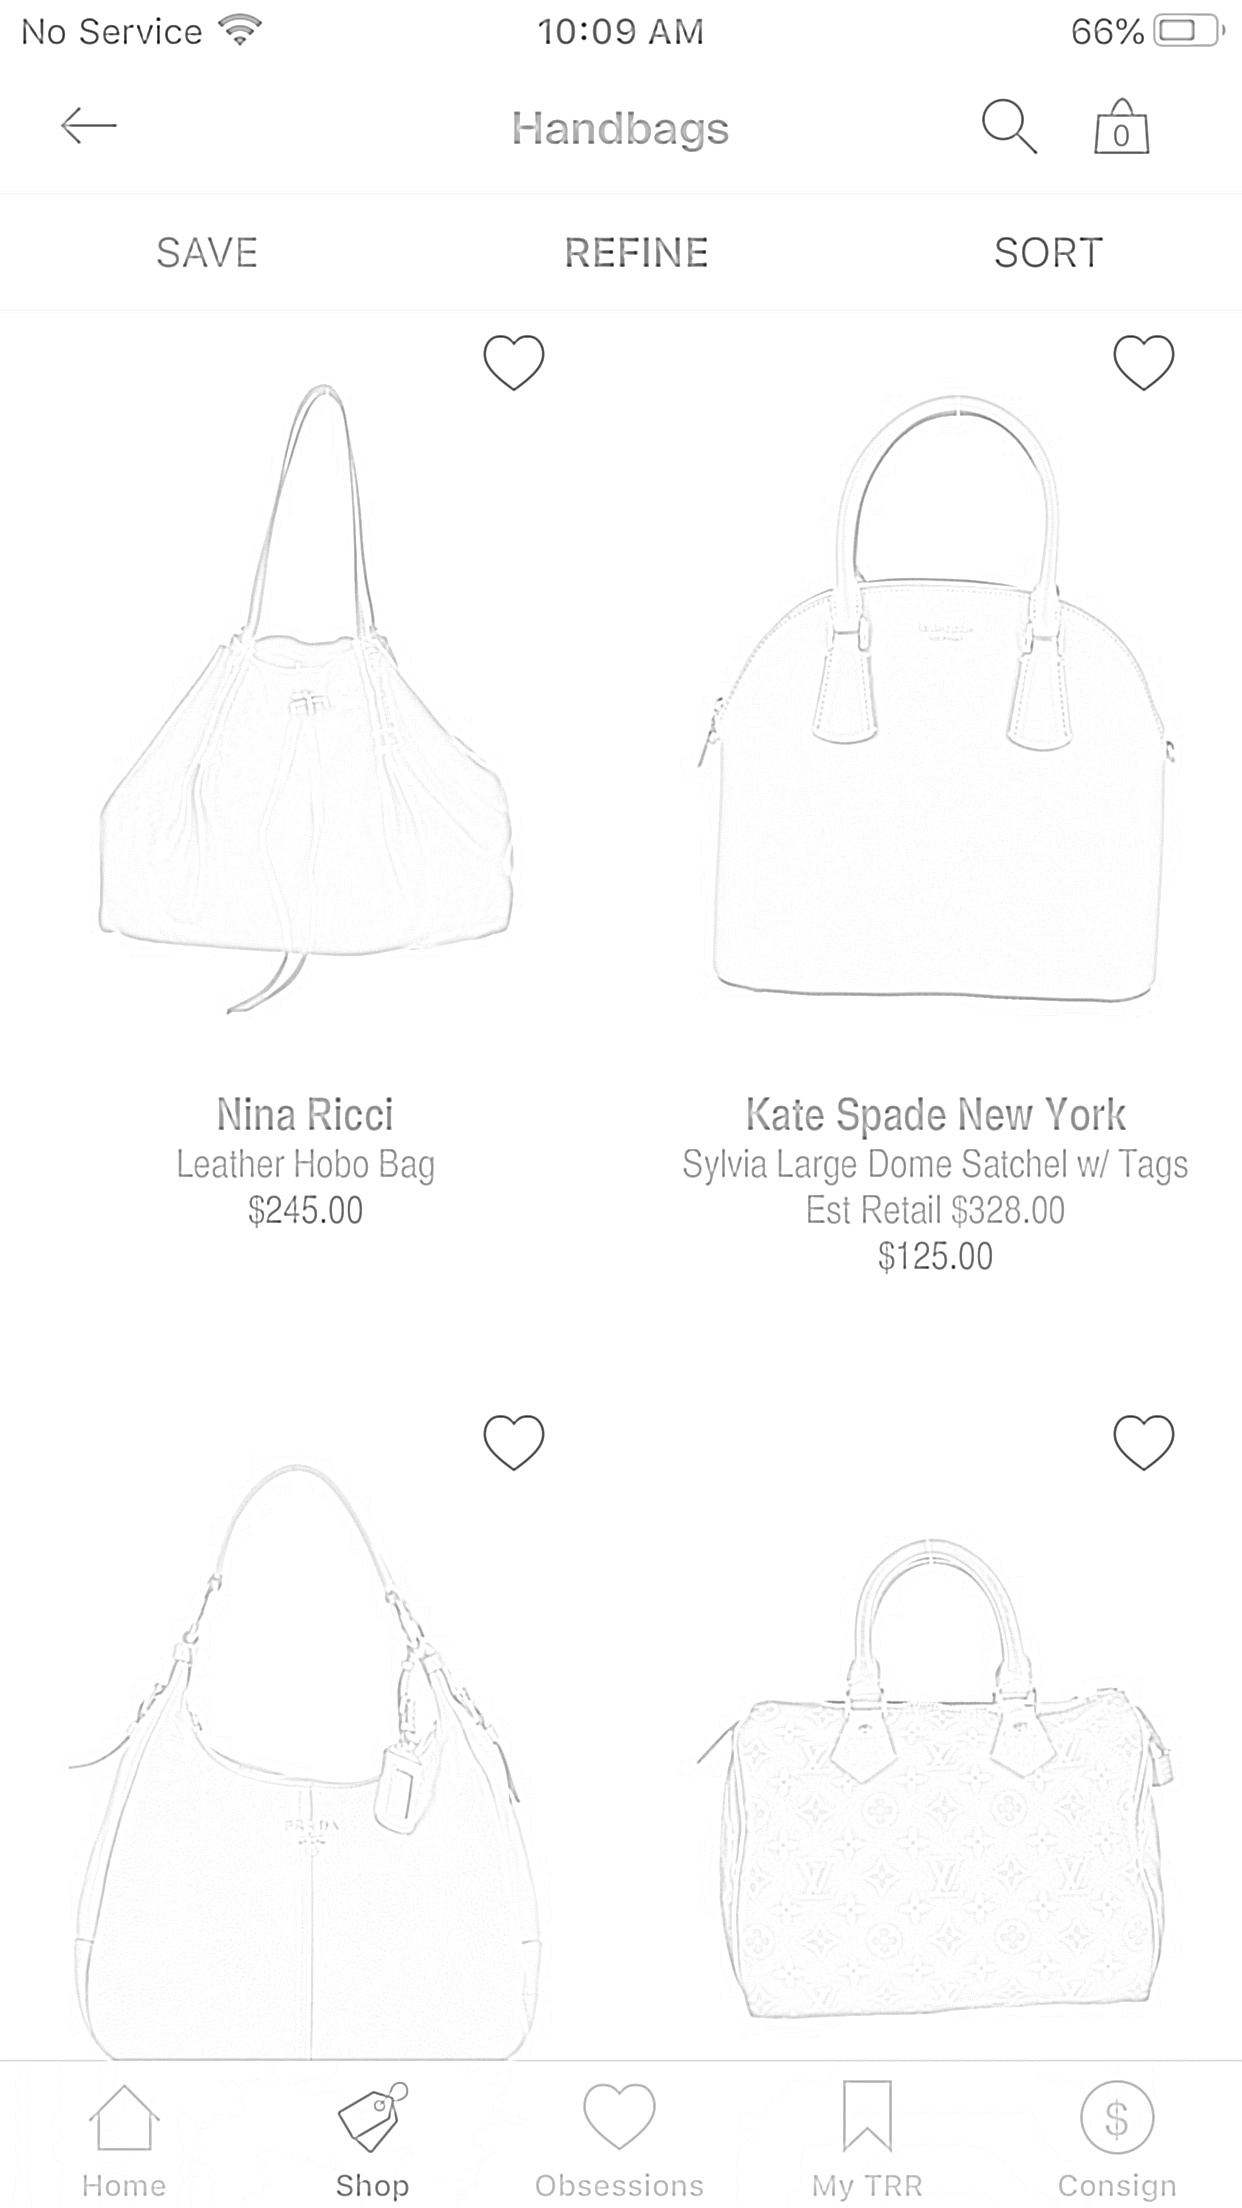 No Service 10:09 AM 66%
Handbags 0
SAVE REFINE SORT
Nina Ricci
Leather Hobo Bag
$245.00
Kate Spade New York
Sylvia Large Dome Satchel w/ Tags
Est Retail $328.00
$125.00
PRADA
Home Shop Obsessions My TRR Consign